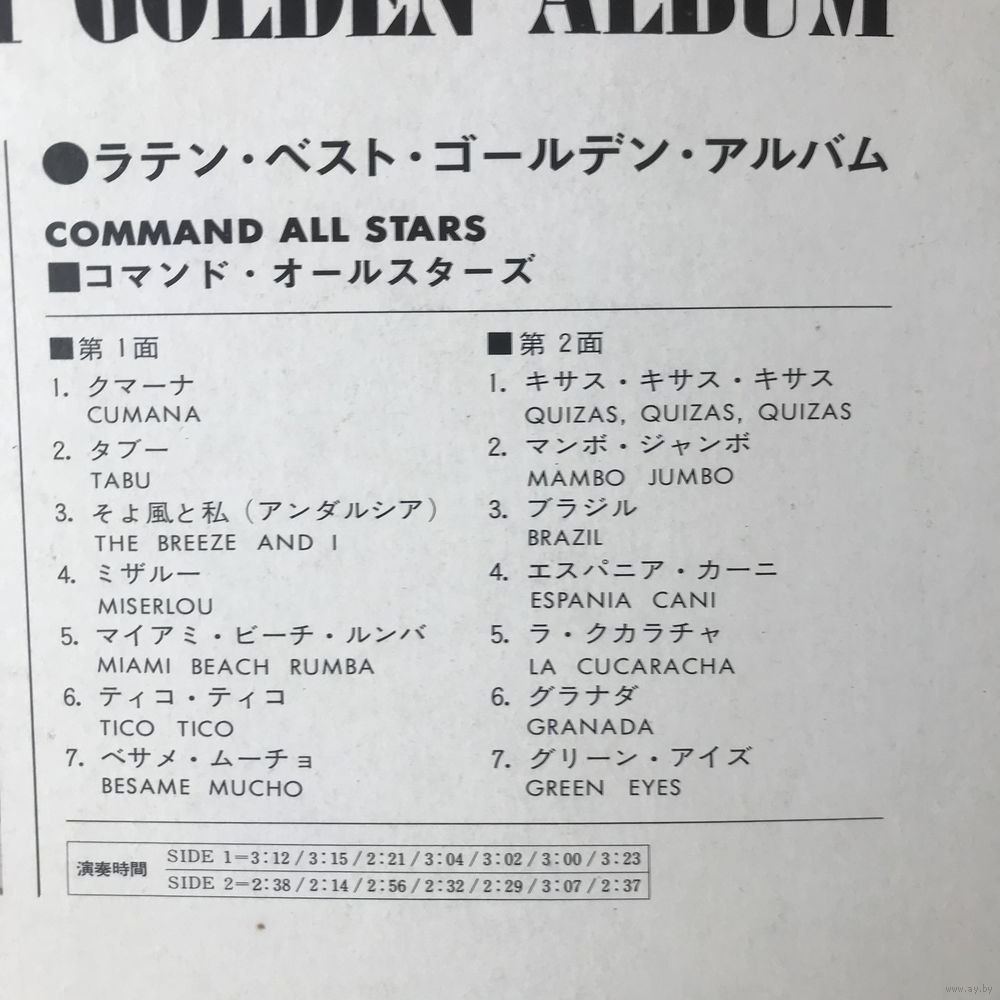 GOLDEN ALBUM
●ラテン・ベスト・ゴールデン・アルバム
COMMAND ALL STARS
■コマンド・オールスターズ
■第1面
1. クマーナ
CUMANA
2. タブー
TABU
3. そよ風と私（アンダルシア）
THE BREEZE AND I
4. ミザルー
MISERLOU
5. マイアミ・ビーチ・ルンバ
MIAMI BEACH RUMBA
6. ティコ・ティコ
TICO TICO
7. ベサメ・ムーチョ
BESAME MUCHO
■第2面
1. キサス・キサス・キサス
QUIZAS, QUIZAS, QUIZAS
2. マンボ・ジャンボ
MAMBO JUMBO
3. ブラジル
BRAZIL
4. エスパニア・カーニ
ESPANIA CANI
5. ラ・クカラチャ
LA CUCARACHA
6. グラナダ
GRANADA
7. グリーン・アイズ
GREEN EYES
演奏時間
SIDE 1=3:12/3:15/2:21/3:04/3:02/3:00/3:23
SIDE 2=2:38/2:14/2:56/2:32/2:29/3:07/2:37
www.ay.by